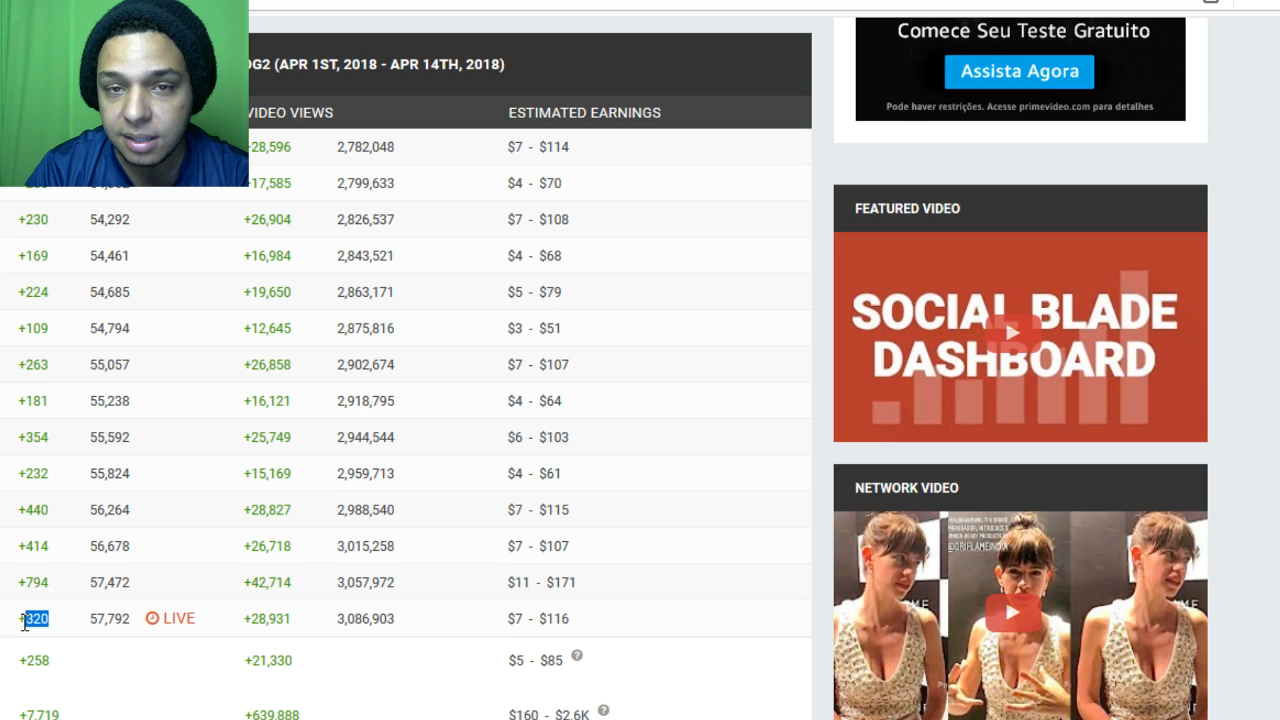 Comece Seu Teste Gratuito
Assista Agora
Pode haver restrições. Acesse primevideo.com para detalhes
OG2 (APR 1ST, 2018 - APR 14TH, 2018)
VIDEO VIEWS ESTIMATED EARNINGS
+28,596 2,782,048 $7 - $114
+17,585 2,799,633 $4 - $70
+230 54,292 +26,904 2,826,537 $7 - $108
+169 54,461 +16,984 2,843,521 $4 - $68
+224 54,685 +19,650 2,863,171 $5 - $79
+109 54,794 +12,645 2,875,816 $3 - $51
+263 55,057 +26,858 2,902,674 $7 - $107
+181 55,238 +16,121 2,918,795 $4 - $64
+354 55,592 +25,749 2,944,544 $6 - $103
+232 55,824 +15,169 2,959,713 $4 - $61
+440 56,264 +28,827 2,988,540 $7 - $115
+414 56,678 +26,718 3,015,258 $7 - $107
+794 57,472 +42,714 3,057,972 $11 - $171
+320 57,792 LIVE +28,931 3,086,903 $7 - $116
+258 +21,330 $5 - $85 ?
+7,719 +639,888 $160 - $2.6K ?
FEATURED VIDEO
SOCIAL BLADE
DASHBOARD
NETWORK VIDEO